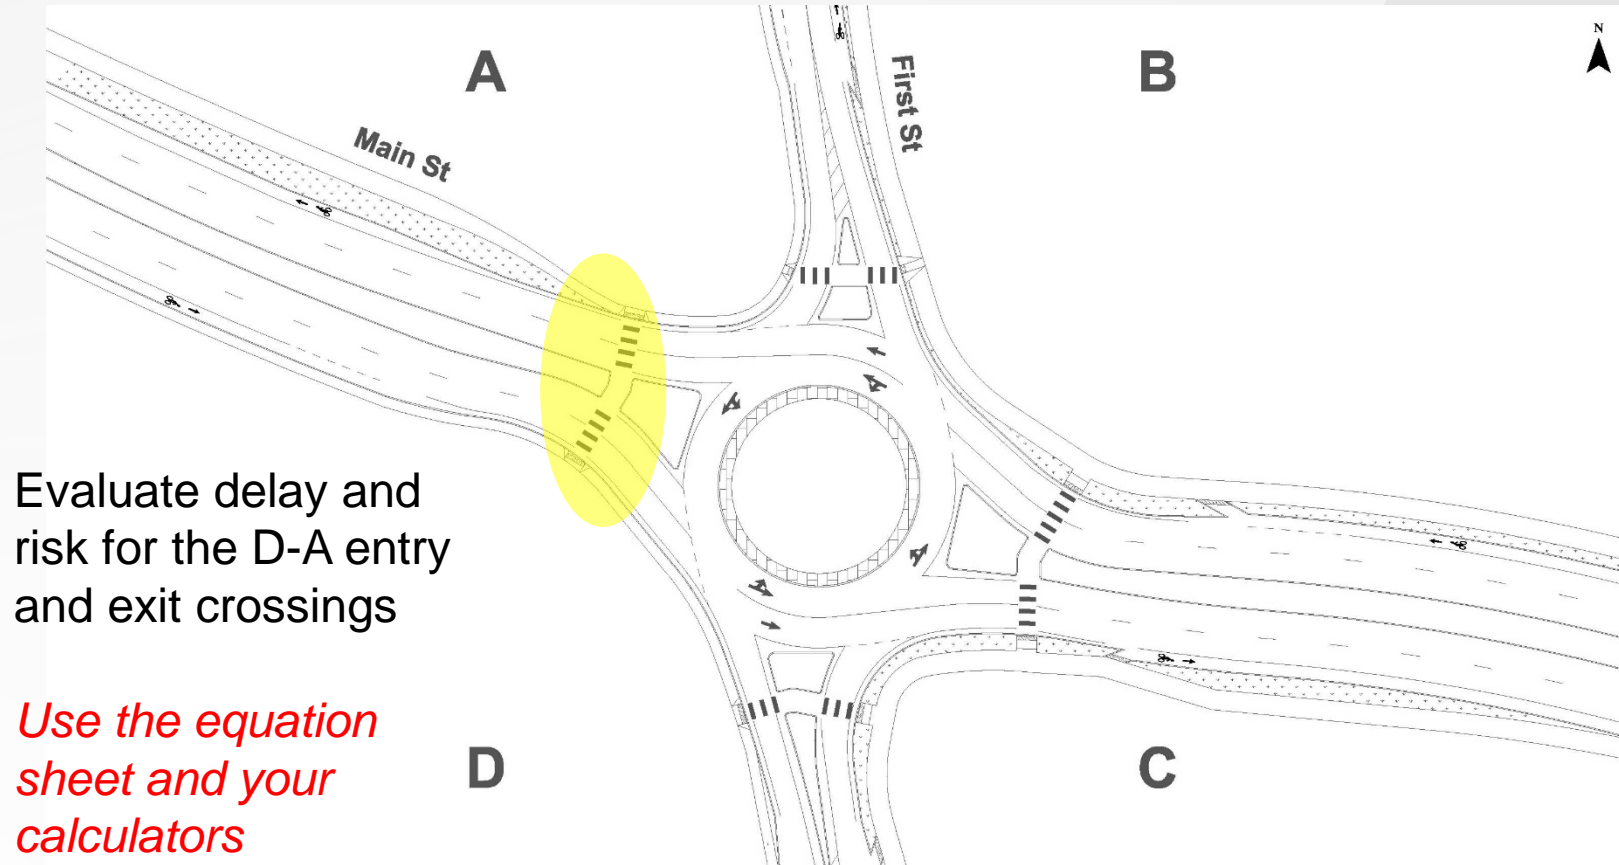 N
A
B
First St
Main St
Evaluate delay and
risk for the D-A entry
and exit crossings
Use the equation
sheet and your
calculators
D
C